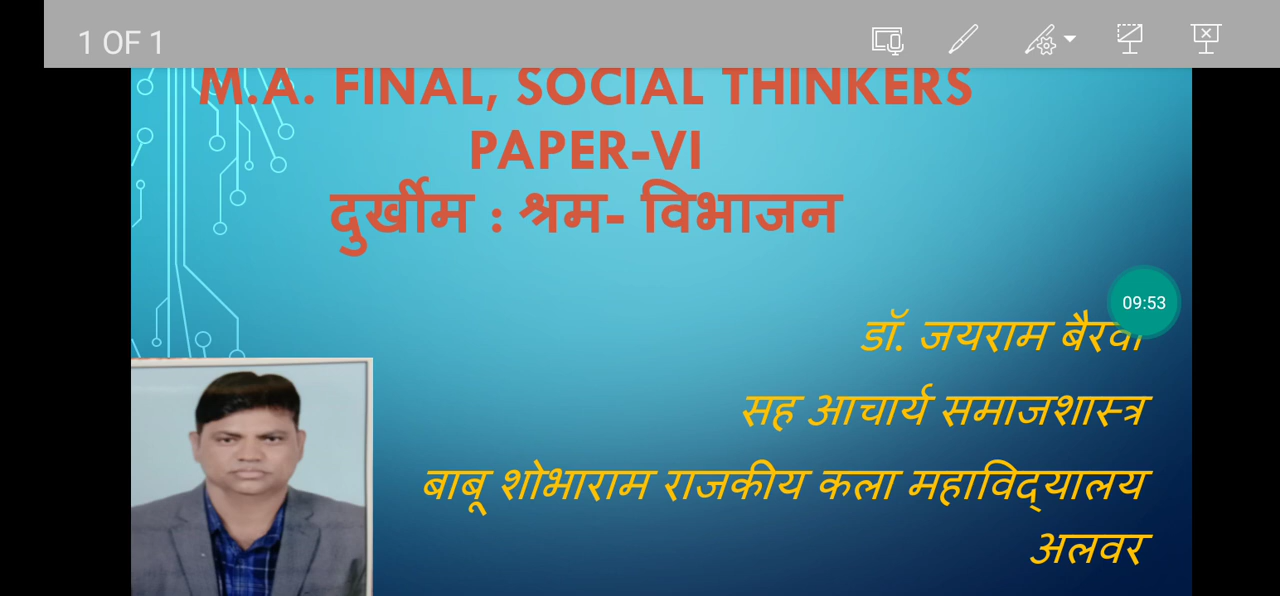 1 OF 1
M.A. FINAL, SOCIAL THINKERS
PAPER-VI
दुर्खीम : श्रम- विभाजन
09:53
डॉ. जयराम बैरवा
सह आचार्य समाजशास्त्र
बाबू शोभाराम राजकीय कला महाविद्यालय
अलवर